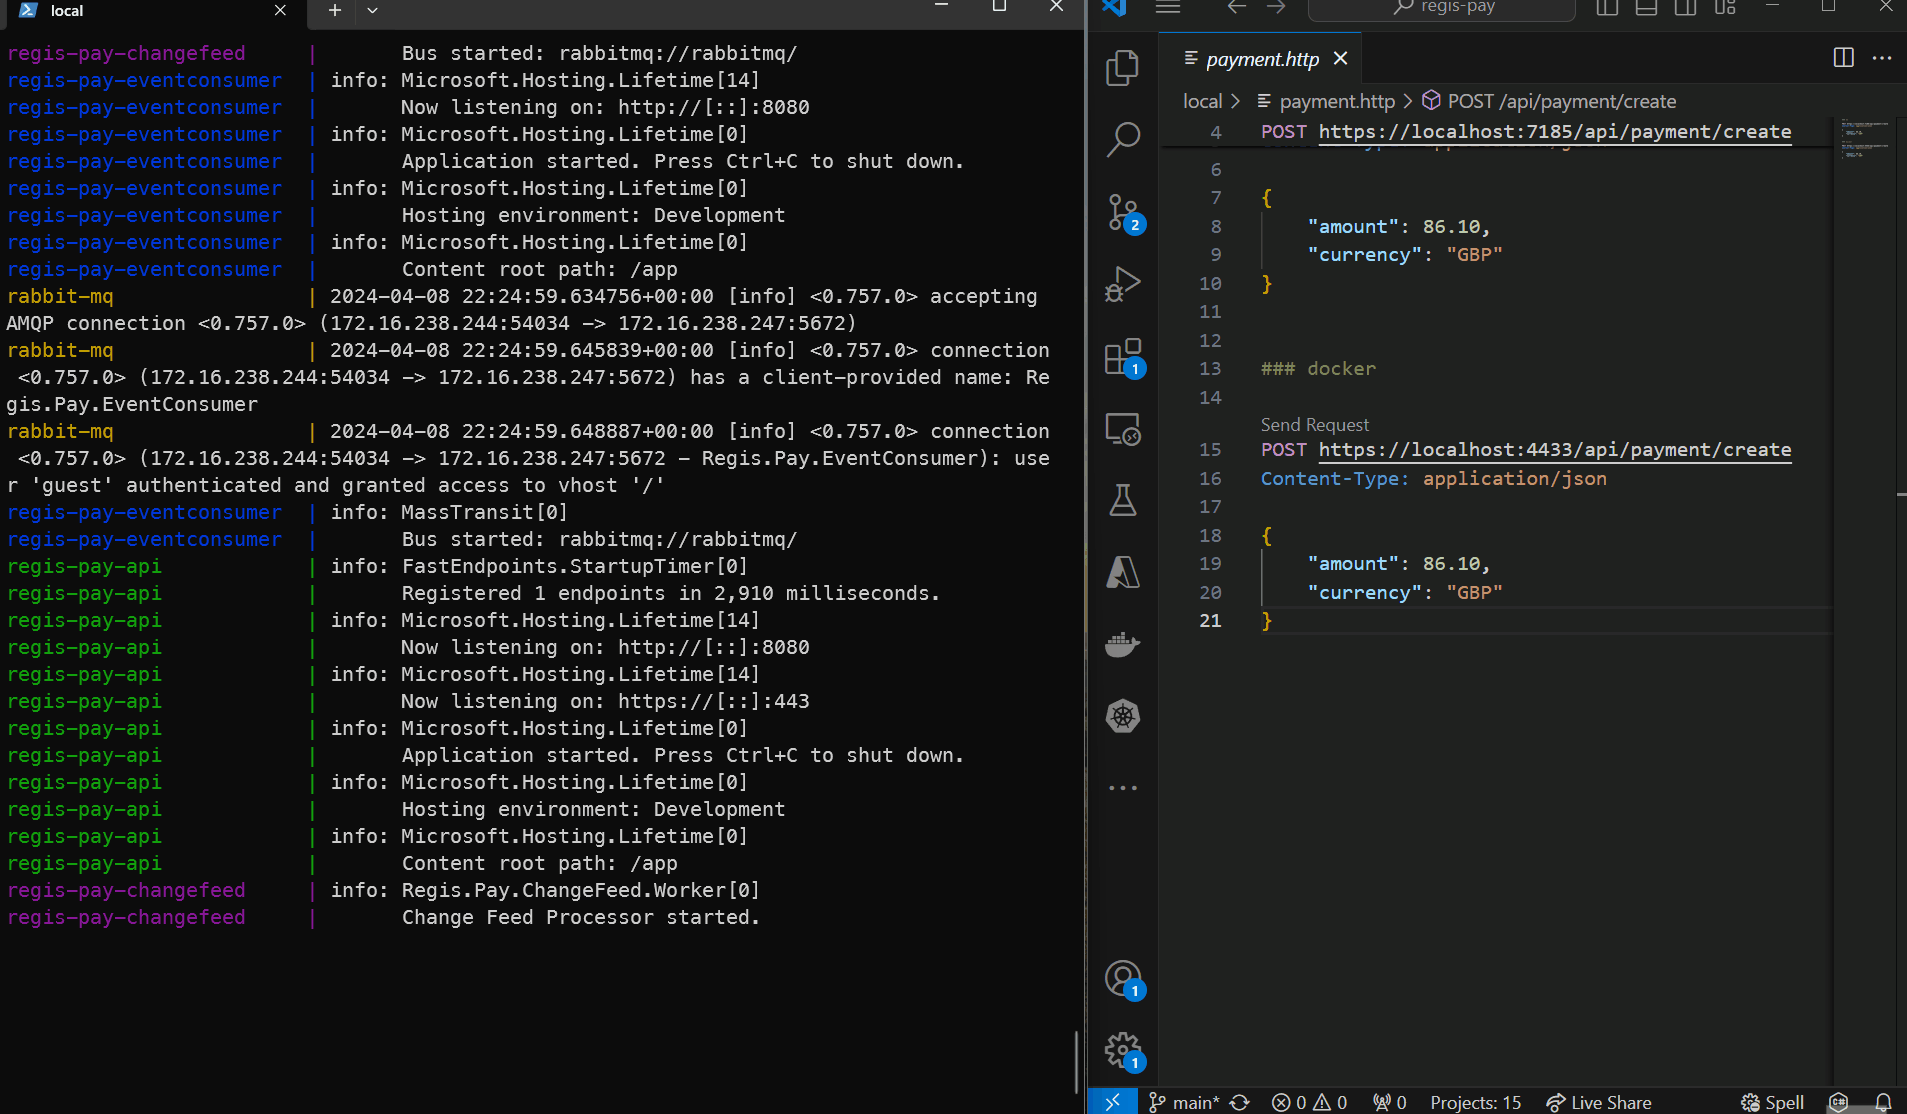 local
regis-pay-changefeed | Bus started: rabbitmq://rabbitmq/
regis-pay-eventconsumer | info: Microsoft.Hosting.Lifetime[14]
regis-pay-eventconsumer | Now listening on: http://[::]:8080
regis-pay-eventconsumer | info: Microsoft.Hosting.Lifetime[0]
regis-pay-eventconsumer | Application started. Press Ctrl+C to shut down.
regis-pay-eventconsumer | info: Microsoft.Hosting.Lifetime[0]
regis-pay-eventconsumer | Hosting environment: Development
regis-pay-eventconsumer | info: Microsoft.Hosting.Lifetime[0]
regis-pay-eventconsumer | Content root path: /app
rabbit-mq | 2024-04-08 22:24:59.634756+00:00 [info] <0.757.0> accepting
AMQP connection <0.757.0> (172.16.238.244:54034 -> 172.16.238.247:5672)
rabbit-mq | 2024-04-08 22:24:59.645839+00:00 [info] <0.757.0> connection
<0.757.0> (172.16.238.244:54034 -> 172.16.238.247:5672) has a client-provided name: Re
gis.Pay.EventConsumer
rabbit-mq | 2024-04-08 22:24:59.648887+00:00 [info] <0.757.0> connection
<0.757.0> (172.16.238.244:54034 -> 172.16.238.247:5672 - Regis.Pay.EventConsumer): use
r 'guest' authenticated and granted access to vhost '/'
regis-pay-eventconsumer | info: MassTransit[0]
regis-pay-eventconsumer | Bus started: rabbitmq://rabbitmq/
regis-pay-api | info: FastEndpoints.StartupTimer[0]
regis-pay-api | Registered 1 endpoints in 2,910 milliseconds.
regis-pay-api | info: Microsoft.Hosting.Lifetime[14]
regis-pay-api | Now listening on: http://[::]:8080
regis-pay-api | info: Microsoft.Hosting.Lifetime[14]
regis-pay-api | Now listening on: https://[::]:443
regis-pay-api | info: Microsoft.Hosting.Lifetime[0]
regis-pay-api | Application started. Press Ctrl+C to shut down.
regis-pay-api | info: Microsoft.Hosting.Lifetime[0]
regis-pay-api | Hosting environment: Development
regis-pay-api | info: Microsoft.Hosting.Lifetime[0]
regis-pay-api | Content root path: /app
regis-pay-changefeed | info: Regis.Pay.ChangeFeed.Worker[0]
regis-pay-changefeed | Change Feed Processor started.
regis-pay
payment.http
local > payment.http > POST /api/payment/create
4 POST https://localhost:7185/api/payment/create
6
7 {
8 "amount": 86.10,
9 "currency": "GBP"
10 }
11
12
13 ### docker
14
Send Request
15 POST https://localhost:4433/api/payment/create
16 Content-Type: application/json
17
18 {
19 "amount": 86.10,
20 "currency": "GBP"
21 }
2
1
1
1
main* 0 0 0 Projects: 15 Live Share Spell